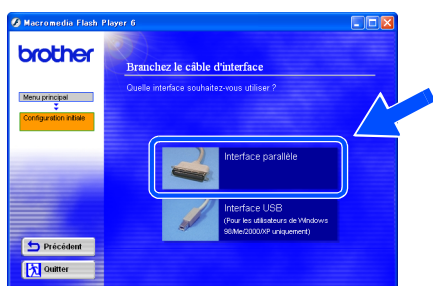 Macromedia Flash Player 6
brother
Branchez le câble d'interface
Quelle interface souhaitez-vous utiliser ?
Menu principal
Configuration initiale
Interface parallèle
Interface USB
(Pour les utilisateurs de Windows
98/Me/2000/XP uniquement)
Précédent
Quitter